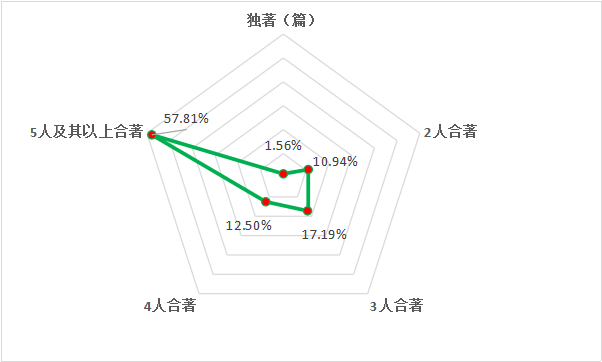 独著（篇）
57.81%
5人及其以上合著
2人合著
1.56%
10.94%
12.50%
17.19%
4人合著
3人合著